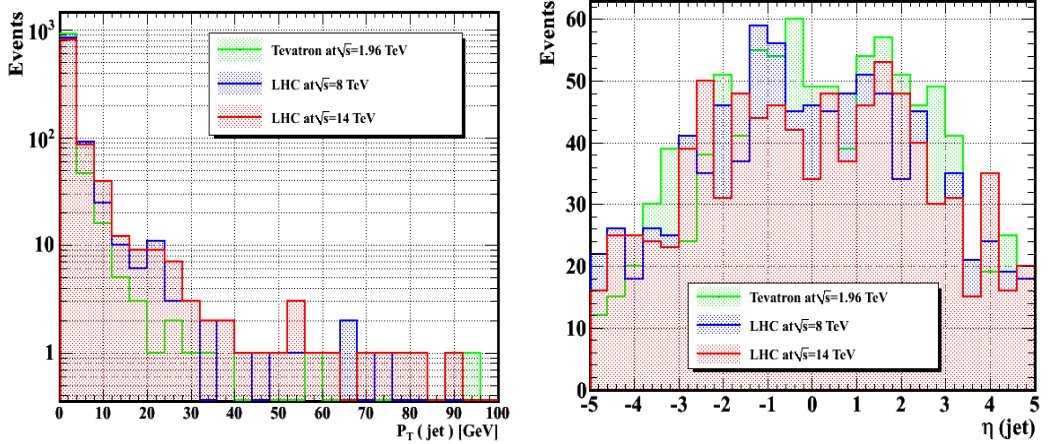 Events
10³
10²
10
1
Tevatron at√s=1.96 TeV
LHC at√s=8 TeV
LHC at√s=14 TeV
0 10 20 30 40 50 60 70 80 90 100
P_T ( jet ) [GeV]
Events
60
50
40
30
20
10
0
Tevatron at√s=1.96 TeV
LHC at√s=8 TeV
LHC at√s=14 TeV
-5 -4 -3 -2 -1 0 1 2 3 4 5
η (jet)